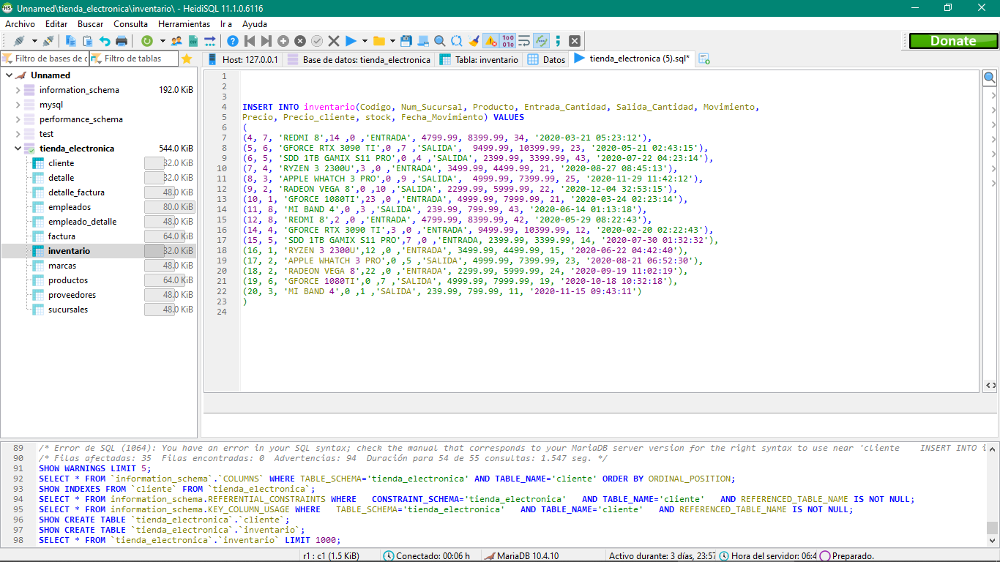 Unnamed\tienda_electronica\inventario\ - HeidiSQL 11.1.0.6116
Archivo Editar Buscar Consulta Herramientas Ir a Ayuda
Donate
Filtro de bases de d Filtro de tablas
Host: 127.0.0.1 Base de datos: tienda_electronica Tabla: inventario Datos tienda_electronica (5).sql*
Unnamed
information_schema 192.0 KiB
mysql
performance_schema
test
tienda_electronica 544.0 KiB
cliente 32.0 KiB
detalle 32.0 KiB
detalle_factura 48.0 KiB
empleados 80.0 KiB
empleado_detalle 48.0 KiB
factura 64.0 KiB
inventario 32.0 KiB
marcas 48.0 KiB
productos 64.0 KiB
proveedores 48.0 KiB
sucursales 48.0 KiB
1
2
3
4 INSERT INTO inventario(Codigo, Num_Sucursal, Producto, Entrada_Cantidad, Salida_Cantidad, Movimiento,
5 Precio, Precio_cliente, stock, Fecha_Movimiento) VALUES
6 (
7 (4, 7, 'REDMI 8',14 ,0 ,'ENTRADA', 4799.99, 8399.99, 34, '2020-03-21 05:23:12'),
8 (5, 6, 'GFORCE RTX 3090 TI',0 ,7 ,'SALIDA',  9499.99, 10399.99, 23, '2020-05-21 02:43:15'),
9 (6, 5, 'SDD 1TB GAMIX S11 PRO',0 ,4 ,'SALIDA', 2399.99, 3399.99, 43, '2020-07-22 04:23:14'),
10 (7, 4, 'RYZEN 3 2300U',3 ,0 ,'ENTRADA', 3499.99, 4499.99, 21, '2020-08-27 08:45:13'),
11 (8, 3, 'APPLE WHATCH 3 PRO',0 ,9 ,'SALIDA',  4999.99, 7399.99, 25, '2020-11-29 11:42:12'),
12 (9, 2, 'RADEON VEGA 8',0 ,10 ,'SALIDA', 2299.99, 5999.99, 22, '2020-12-04 32:53:15'),
13 (10, 1, 'GFORCE 1080TI',23 ,0 ,'ENTRADA', 4999.99, 7999.99, 21, '2020-03-24 02:23:14'),
14 (11, 8, 'MI BAND 4',0 ,3 ,'SALIDA', 239.99, 799.99, 43, '2020-06-14 01:13:18'),
15 (12, 8, 'REDMI 8',2 ,0 ,'ENTRADA', 4799.99, 8399.99, 42, '2020-05-29 08:22:43'),
16 (14, 4, 'GFORCE RTX 3090 TI',3 ,0 ,'ENTRADA', 9499.99, 10399.99, 12, '2020-02-20 02:22:43'),
17 (15, 5, 'SDD 1TB GAMIX S11 PRO',7 ,0 ,'ENTRADA, 2399.99, 3399.99, 14, '2020-07-30 01:32:32'),
18 (16, 1, 'RYZEN 3 2300U',12 ,0 ,'ENTRADA', 3499.99, 4499.99, 15, '2020-06-22 04:42:40'),
19 (17, 2, 'APPLE WHATCH 3 PRO',0 ,5 ,'SALIDA', 4999.99, 7399.99, 23, '2020-08-21 06:52:30'),
20 (18, 2, 'RADEON VEGA 8',22 ,0 ,'ENTRADA', 2299.99, 5999.99, 24, '2020-09-19 11:02:19'),
21 (19, 6, 'GFORCE 1080TI',0 ,7 ,'SALIDA', 4999.99, 7999.99, 19, '2020-10-18 10:32:18'),
22 (20, 3, 'MI BAND 4',0 ,1 ,'SALIDA', 239.99, 799.99, 11, '2020-11-15 09:43:11')
23 )
24
89 /* Error de SQL (1064): You have an error in your SQL syntax; check the manual that corresponds to your MariaDB server version for the right syntax to use near 'cliente    INSERT INTO i
90 /* Filas afectadas: 35  Filas encontradas: 0  Advertencias: 94  Duración para 54 de 55 consultas: 1.547 seg. */
91 SHOW WARNINGS LIMIT 5;
92 SELECT * FROM `information_schema`.`COLUMNS` WHERE TABLE_SCHEMA='tienda_electronica' AND TABLE_NAME='cliente' ORDER BY ORDINAL_POSITION;
93 SHOW INDEXES FROM `cliente` FROM `tienda_electronica`;
94 SELECT * FROM information_schema.REFERENTIAL_CONSTRAINTS WHERE   CONSTRAINT_SCHEMA='tienda_electronica'   AND TABLE_NAME='cliente'   AND REFERENCED_TABLE_NAME IS NOT NULL;
95 SELECT * FROM information_schema.KEY_COLUMN_USAGE WHERE   TABLE_SCHEMA='tienda_electronica'   AND TABLE_NAME='cliente'   AND REFERENCED_TABLE_NAME IS NOT NULL;
96 SHOW CREATE TABLE `tienda_electronica`.`cliente`;
97 SHOW CREATE TABLE `tienda_electronica`.`inventario`;
98 SELECT * FROM `tienda_electronica`.`inventario` LIMIT 1000;
r1 : c1 (1.5 KiB) Conectado: 00:06 h MariaDB 10.4.10 Activo durante: 3 días, 23:57 Hora del servidor: 06:4 Preparado.